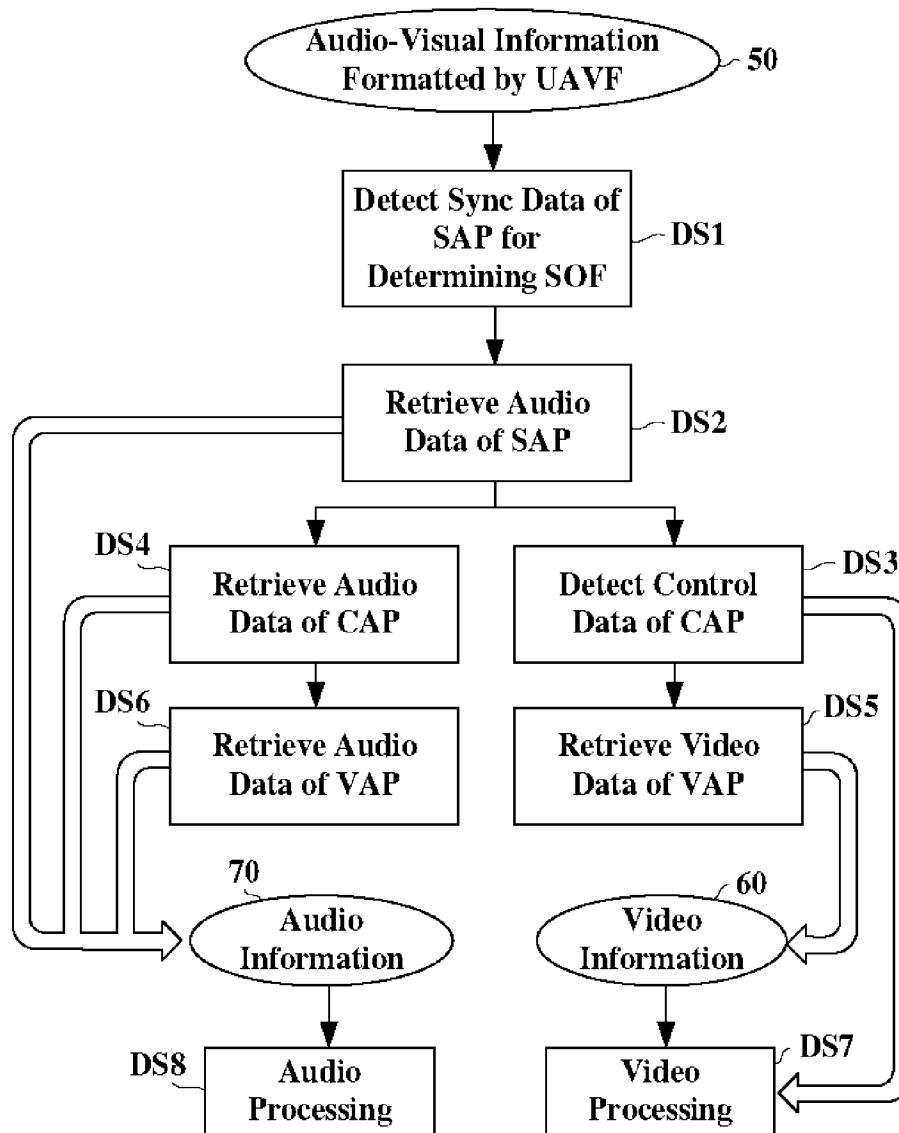 Audio-Visual Information
Formatted by UAVF
50
Detect Sync Data of
SAP for
Determining SOF
DS1
Retrieve Audio
Data of SAP
DS2
DS4
Retrieve Audio
Data of CAP
Detect Control
Data of CAP
DS3
DS6
Retrieve Audio
Data of VAP
Retrieve Video
Data of VAP
DS5
70
Audio
Information
60
Video
Information
DS8
Audio
Processing
Video
Processing
DS7